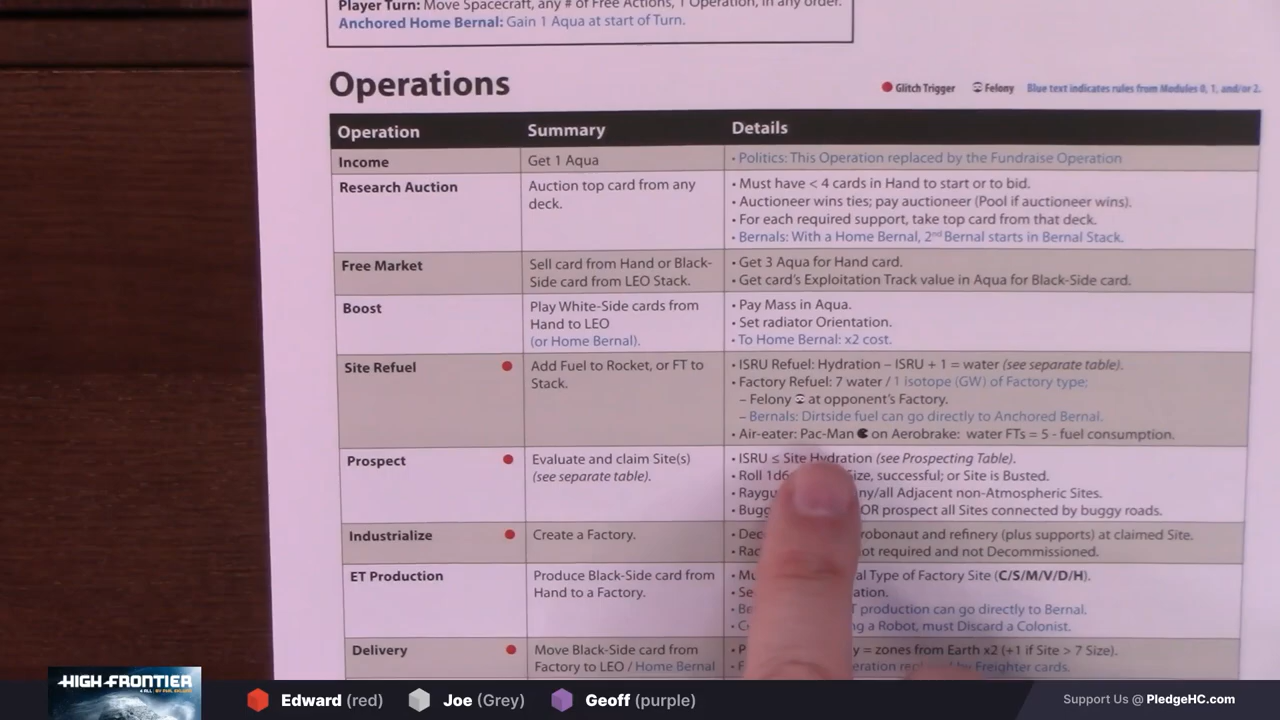 Player Turn: Move Spacecraft, any # of Free Actions, 1 Operation, in any order.
Anchored Home Bernal: Gain 1 Aqua at start of Turn.
Operations
Glitch Trigger Felony Blue text indicates rules from Modules 0, 1, and/or 2.
Operation Summary Details
Income Get 1 Aqua • Politics: This Operation replaced by the Fundraise Operation
Research Auction Auction top card from any
deck.
• Must have < 4 cards in Hand to start or to bid.
• Auctioneer wins ties; pay auctioneer (Pool if auctioneer wins).
• For each required support, take top card from that deck.
• Bernals: With a Home Bernal, 2nd Bernal starts in Bernal Stack.
Free Market Sell card from Hand or Black-
Side card from LEO Stack.
• Get 3 Aqua for Hand card.
• Get card's Exploitation Track value in Aqua for Black-Side card.
Boost Play White-Side cards from
Hand to LEO
(or Home Bernal).
• Pay Mass in Aqua.
• Set radiator Orientation.
• To Home Bernal: x2 cost.
Site Refuel Add Fuel to Rocket, or FT to
Stack.
• ISRU Refuel: Hydration – ISRU + 1 = water (see separate table).
• Factory Refuel: 7 water / 1 isotope (GW) of Factory type;
– Felony at opponent's Factory.
– Bernals: Dirtside fuel can go directly to Anchored Bernal.
• Air-eater: Pac-Man on Aerobrake: water FTs = 5 - fuel consumption.
Prospect Evaluate and claim Site(s)
(see separate table).
• ISRU ≤ Site Hydration (see Prospecting Table).
• Roll 1d6 Size, successful; or Site is Busted.
any/all Adjacent non-Atmospheric Sites.
OR prospect all Sites connected by buggy roads.
Industrialize Create a Factory.
robonaut and refinery (plus supports) at claimed Site.
not required and not Decommissioned.
ET Production Produce Black-Side card from
Hand to a Factory.
Type of Factory Site (C/S/M/V/D/H).
production can go directly to Bernal.
a Robot, must Discard a Colonist.
Delivery Move Black-Side card from
Factory to LEO / Home Bernal
= zones from Earth x2 (+1 if Site > 7 Size).
by Freighter cards.
HIGH FRONTIER
4 ALL
Edward (red) Joe (Grey) Geoff (purple) Support Us @ PledgeHC.com